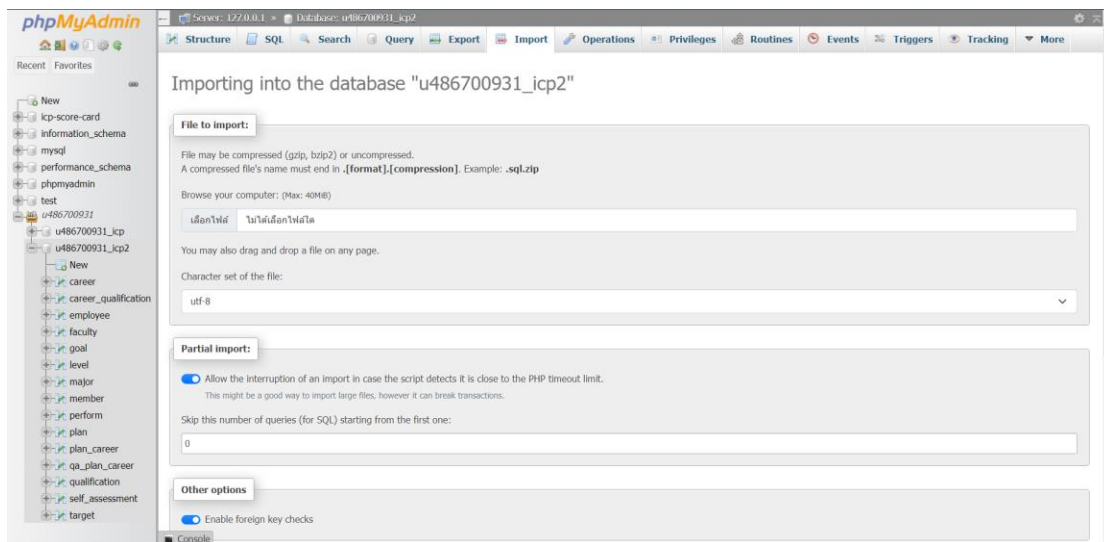 phpMyAdmin
Recent Favorites
New
icp-score-card
information_schema
mysql
performance_schema
phpmyadmin
test
u486700931
u486700931_icp
u486700931_icp2
New
career
career_qualification
employee
faculty
goal
level
major
member
perform
plan
plan_career
qa_plan_career
qualification
self_assessment
target
Server: 127.0.0.1 » Database: u486700931_icp2
Structure SQL Search Query Export Import Operations Privileges Routines Events Triggers Tracking More
Importing into the database "u486700931_icp2"
File to import:
File may be compressed (gzip, bzip2) or uncompressed.
A compressed file's name must end in .[format].[compression]. Example: .sql.zip
Browse your computer: (Max: 40MiB)
เลือกไฟล์ ไม่ได้เลือกไฟล์ใด
You may also drag and drop a file on any page.
Character set of the file:
utf-8
Partial import:
Allow the interruption of an import in case the script detects it is close to the PHP timeout limit.
This might be a good way to import large files, however it can break transactions.
Skip this number of queries (for SQL) starting from the first one:
0
Other options
Enable foreign key checks
Console